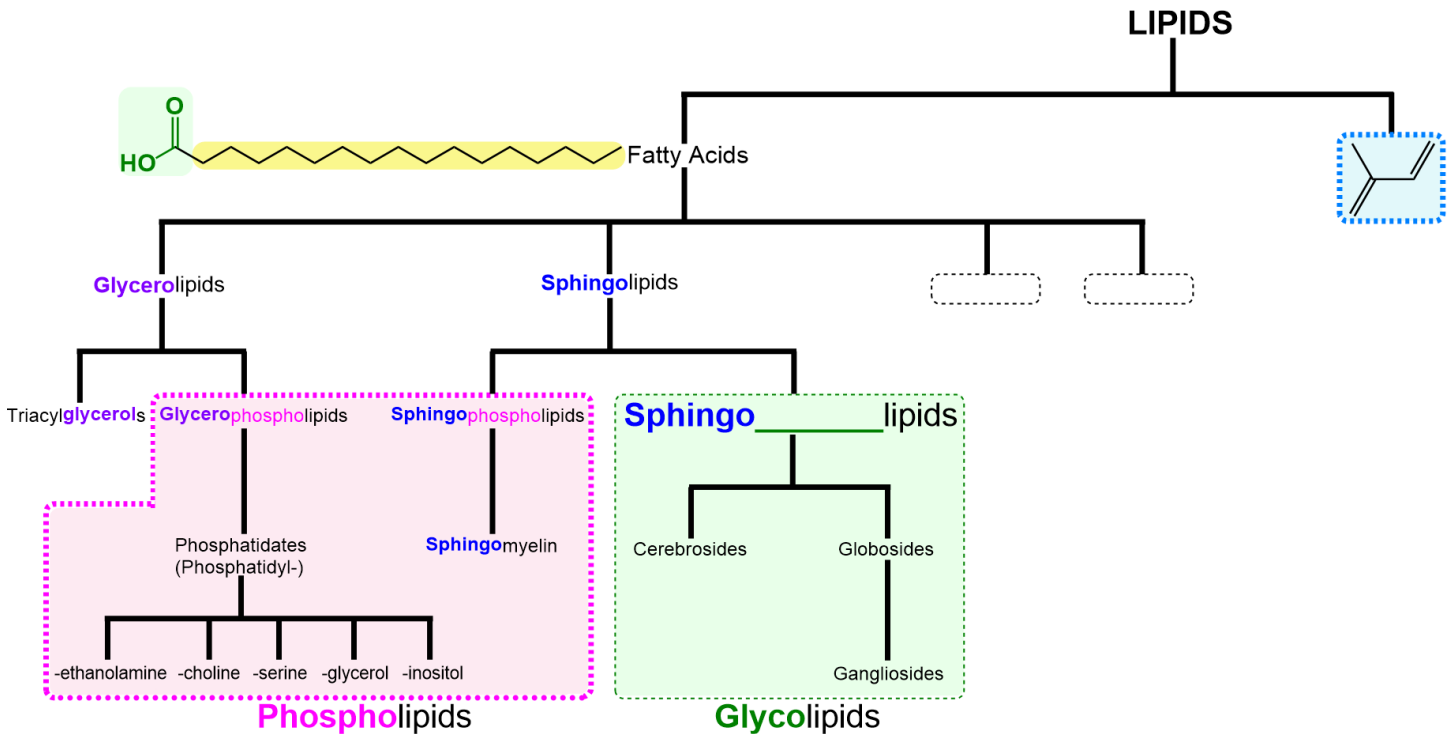 LIPIDS
O
HO
Fatty Acids
Glycerolipids
Sphingolipids
Triacylglycerols
Glycerophospholipids
Sphingophospholipids
Sphingo________lipids
Phosphatidates
(Phosphatidyl-)
Sphingomyelin
Cerebrosides
Globosides
-ethanolamine
-choline
-serine
-glycerol
-inositol
Gangliosides
Phospholipids
Glycolipids